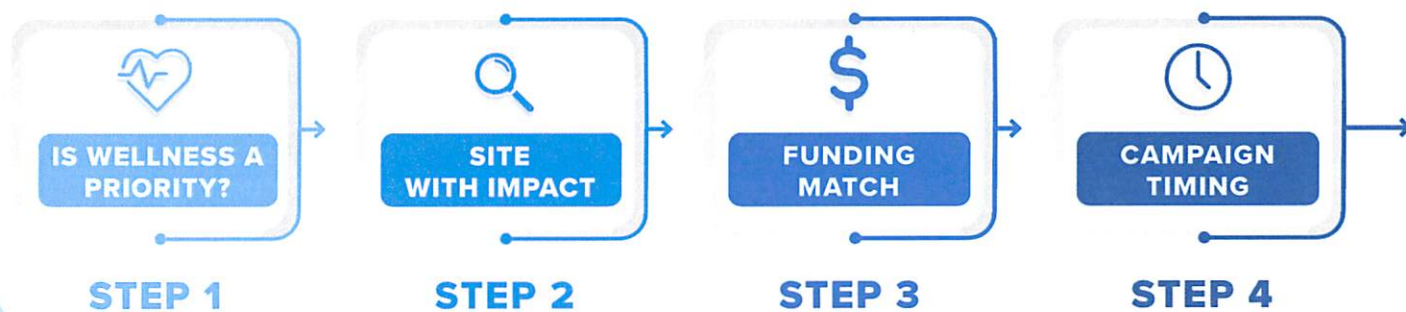 IS WELLNESS A
PRIORITY?
SITE
WITH IMPACT
FUNDING
MATCH
CAMPAIGN
TIMING
STEP 1
STEP 2
STEP 3
STEP 4